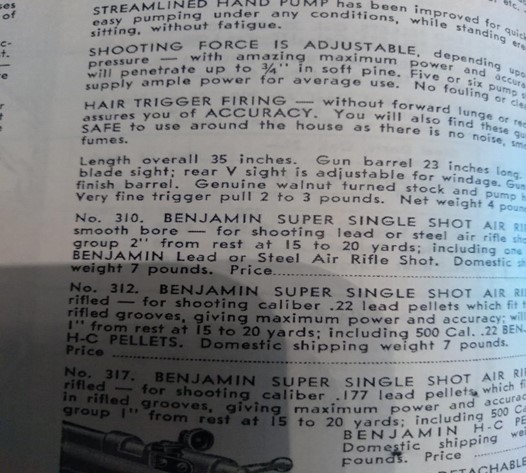 STREAMLINED HAND PUMP has been improved for quick
easy pumping under any conditions, while standing
sitting, without fatigue.
SHOOTING FORCE IS ADJUSTABLE, depending
pressure — with amazing maximum power and
will penetrate up to ¾" in soft pine. Five or six pump
supply ample power for average use. No fouling or
HAIR TRIGGER FIRING — without forward lunge or
assures you of ACCURACY. You will also find these
SAFE to use around the house as there is no noise,
fumes.
Length overall 35 inches. Gun barrel 23 inches long.
blade sight; rear V sight is adjustable for windage.
finish barrel. Genuine walnut turned stock and pump
Very fine trigger pull 2 to 3 pounds. Net weight 4
No. 310. BENJAMIN SUPER SINGLE SHOT AIR
smooth bore — for shooting lead or steel air rifle
group 2" from rest at 15 to 20 yards; including one
BENJAMIN Lead or Steel Air Rifle Shot. Domestic
weight 7 pounds. Price
No. 312. BENJAMIN SUPER SINGLE SHOT AIR
rifled — for shooting caliber .22 lead pellets which fit
rifled grooves, giving maximum power and accuracy;
1" from rest at 15 to 20 yards; including 500 Cal. .22 BEN
H-C PELLETS. Domestic shipping weight 7 pounds.
Price
No. 317. BENJAMIN SUPER SINGLE SHOT AIR
rifled — for shooting caliber .177 lead pellets which
in rifled grooves, giving maximum power and
group 1" from rest at 15 to 20 yards; including 500
BENJAMIN H-C
Domestic shipping
pounds. Price
DETACHABLE